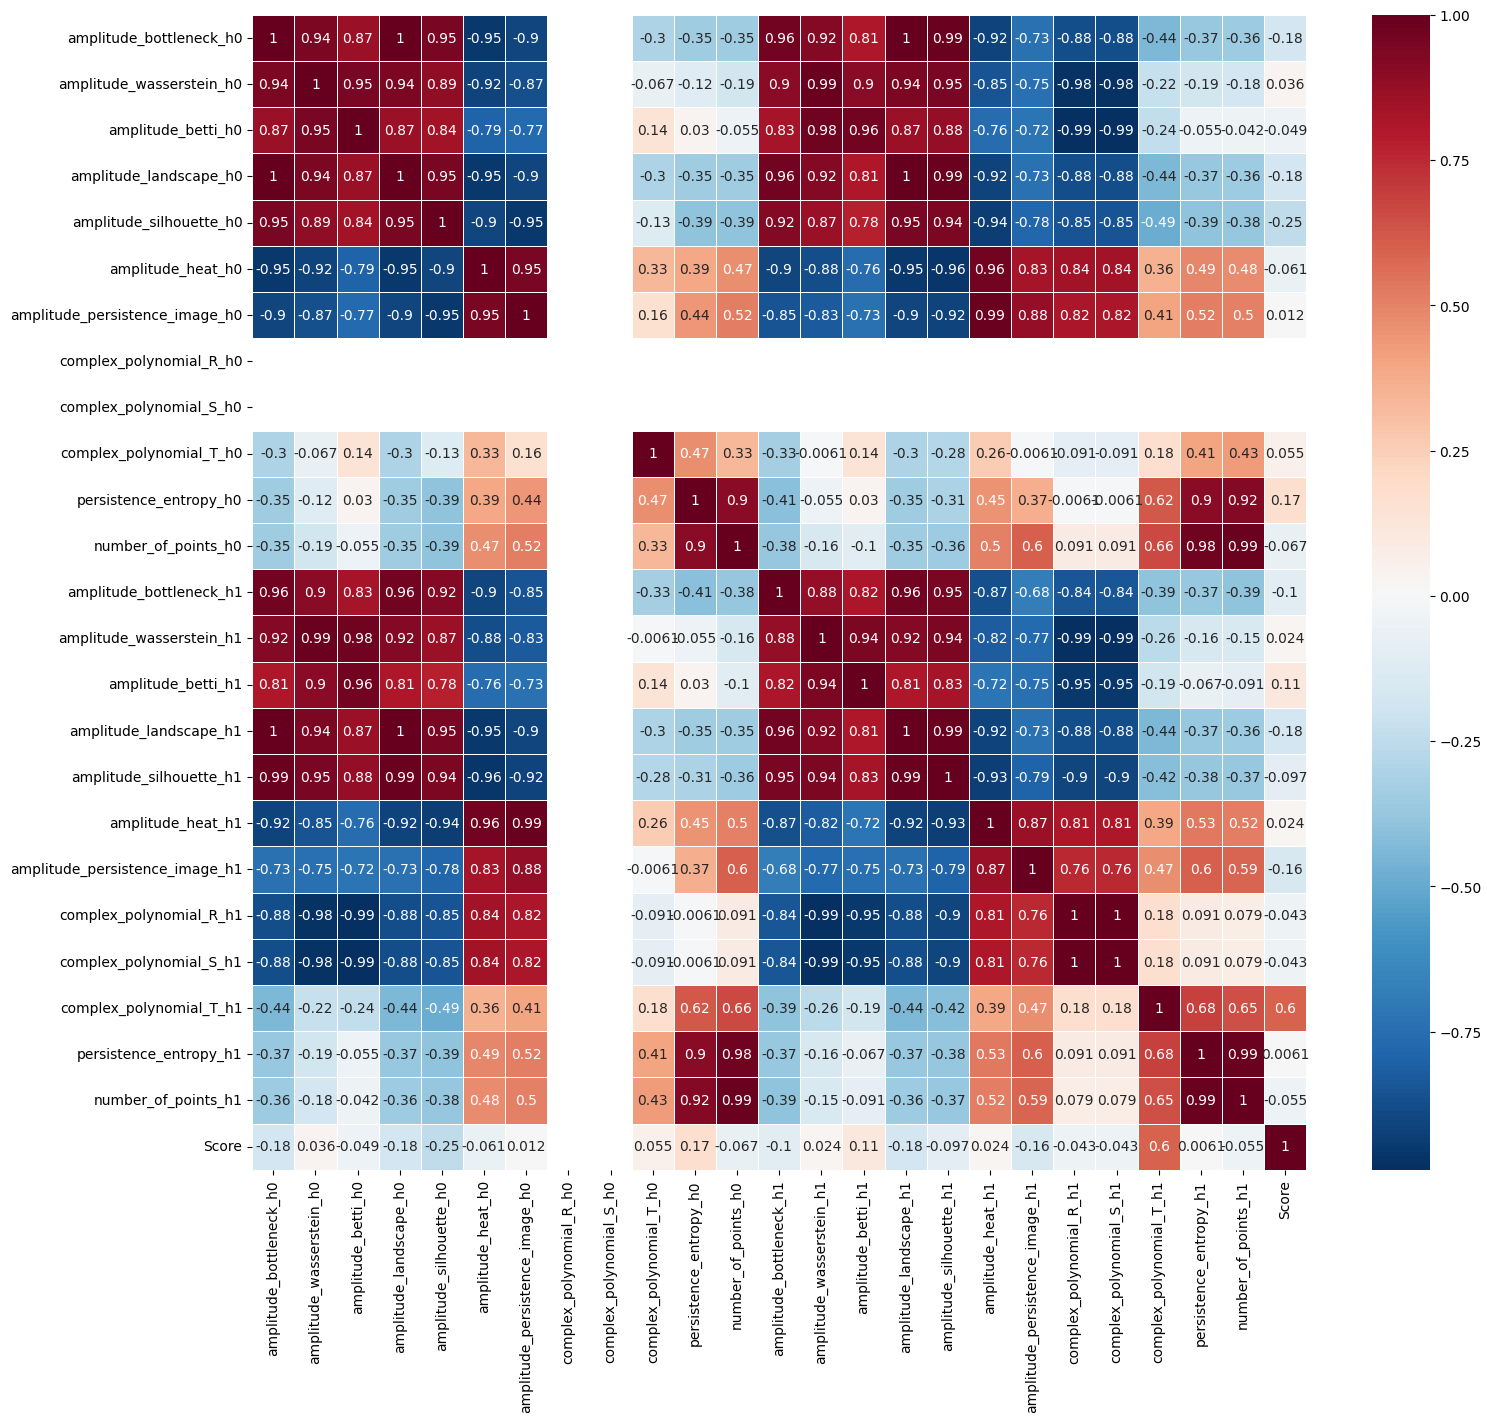 amplitude_bottleneck_h0 1 0.94 0.87 1 0.95 -0.95 -0.9 -0.3 -0.35 -0.35 0.96 0.92 0.81 1 0.99 -0.92 -0.73 -0.88 -0.88 -0.44 -0.37 -0.36 -0.18
amplitude_wasserstein_h0 0.94 1 0.95 0.94 0.89 -0.92 -0.87 -0.067 -0.12 -0.19 0.9 0.99 0.9 0.94 0.95 -0.85 -0.75 -0.98 -0.98 -0.22 -0.19 -0.18 0.036
amplitude_betti_h0 0.87 0.95 1 0.87 0.84 -0.79 -0.77 0.14 0.03 -0.055 0.83 0.98 0.96 0.87 0.88 -0.76 -0.72 -0.99 -0.99 -0.24 -0.055 -0.042 -0.049
amplitude_landscape_h0 1 0.94 0.87 1 0.95 -0.95 -0.9 -0.3 -0.35 -0.35 0.96 0.92 0.81 1 0.99 -0.92 -0.73 -0.88 -0.88 -0.44 -0.37 -0.36 -0.18
amplitude_silhouette_h0 0.95 0.89 0.84 0.95 1 -0.9 -0.95 -0.13 -0.39 -0.39 0.92 0.87 0.78 0.95 0.94 -0.94 -0.78 -0.85 -0.85 -0.49 -0.39 -0.38 -0.25
amplitude_heat_h0 -0.95 -0.92 -0.79 -0.95 -0.9 1 0.95 0.33 0.39 0.47 -0.9 -0.88 -0.76 -0.95 -0.96 0.96 0.83 0.84 0.84 0.36 0.49 0.48 -0.061
amplitude_persistence_image_h0 -0.9 -0.87 -0.77 -0.9 -0.95 0.95 1 0.16 0.44 0.52 -0.85 -0.83 -0.73 -0.9 -0.92 0.99 0.88 0.82 0.82 0.41 0.52 0.5 0.012
complex_polynomial_R_h0
complex_polynomial_S_h0
complex_polynomial_T_h0 -0.3 -0.067 0.14 -0.3 -0.13 0.33 0.16 1 0.47 0.33 -0.33 -0.0061 0.14 -0.3 -0.28 0.26 -0.0061 -0.091 -0.091 0.18 0.41 0.43 0.055
persistence_entropy_h0 -0.35 -0.12 0.03 -0.35 -0.39 0.39 0.44 0.47 1 0.9 -0.41 -0.055 0.03 -0.35 -0.31 0.45 0.37 -0.0061 -0.0061 0.62 0.9 0.92 0.17
number_of_points_h0 -0.35 -0.19 -0.055 -0.35 -0.39 0.47 0.52 0.33 0.9 1 -0.38 -0.16 -0.1 -0.35 -0.36 0.5 0.6 0.091 0.091 0.66 0.98 0.99 -0.067
amplitude_bottleneck_h1 0.96 0.9 0.83 0.96 0.92 -0.9 -0.85 -0.33 -0.41 -0.38 1 0.88 0.82 0.96 0.95 -0.87 -0.68 -0.84 -0.84 -0.39 -0.37 -0.39 -0.1
amplitude_wasserstein_h1 0.92 0.99 0.98 0.92 0.87 -0.88 -0.83 -0.0061 -0.055 -0.16 0.88 1 0.94 0.92 0.94 -0.82 -0.77 -0.99 -0.99 -0.26 -0.16 -0.15 0.024
amplitude_betti_h1 0.81 0.9 0.96 0.81 0.78 -0.76 -0.73 0.14 0.03 -0.1 0.82 0.94 1 0.81 0.83 -0.72 -0.75 -0.95 -0.95 -0.19 -0.067 -0.091 0.11
amplitude_landscape_h1 1 0.94 0.87 1 0.95 -0.95 -0.9 -0.3 -0.35 -0.35 0.96 0.92 0.81 1 0.99 -0.92 -0.73 -0.88 -0.88 -0.44 -0.37 -0.36 -0.18
amplitude_silhouette_h1 0.99 0.95 0.88 0.99 0.94 -0.96 -0.92 -0.28 -0.31 -0.36 0.95 0.94 0.83 0.99 1 -0.93 -0.79 -0.9 -0.9 -0.42 -0.38 -0.37 -0.097
amplitude_heat_h1 -0.92 -0.85 -0.76 -0.92 -0.94 0.96 0.99 0.26 0.45 0.5 -0.87 -0.82 -0.72 -0.92 -0.93 1 0.87 0.81 0.81 0.39 0.53 0.52 0.024
amplitude_persistence_image_h1 -0.73 -0.75 -0.72 -0.73 -0.78 0.83 0.88 -0.0061 0.37 0.6 -0.68 -0.77 -0.75 -0.73 -0.79 0.87 1 0.76 0.76 0.47 0.6 0.59 -0.16
complex_polynomial_R_h1 -0.88 -0.98 -0.99 -0.88 -0.85 0.84 0.82 -0.091 -0.0061 0.091 -0.84 -0.99 -0.95 -0.88 -0.9 0.81 0.76 1 1 0.18 0.091 0.079 -0.043
complex_polynomial_S_h1 -0.88 -0.98 -0.99 -0.88 -0.85 0.84 0.82 -0.091 -0.0061 0.091 -0.84 -0.99 -0.95 -0.88 -0.9 0.81 0.76 1 1 0.18 0.091 0.079 -0.043
complex_polynomial_T_h1 -0.44 -0.22 -0.24 -0.44 -0.49 0.36 0.41 0.18 0.62 0.66 -0.39 -0.26 -0.19 -0.44 -0.42 0.39 0.47 0.18 0.18 1 0.68 0.65 0.6
persistence_entropy_h1 -0.37 -0.19 -0.055 -0.37 -0.39 0.49 0.52 0.41 0.9 0.98 -0.37 -0.16 -0.067 -0.37 -0.38 0.53 0.6 0.091 0.091 0.68 1 0.99 0.0061
number_of_points_h1 -0.36 -0.18 -0.042 -0.36 -0.38 0.48 0.5 0.43 0.92 0.99 -0.39 -0.15 -0.091 -0.36 -0.37 0.52 0.59 0.079 0.079 0.65 0.99 1 -0.055
Score -0.18 0.036 -0.049 -0.18 -0.25 -0.061 0.012 0.055 0.17 -0.067 -0.1 0.024 0.11 -0.18 -0.097 0.024 -0.16 -0.043 -0.043 0.6 0.0061 -0.055 1
amplitude_bottleneck_h0
amplitude_wasserstein_h0
amplitude_betti_h0
amplitude_landscape_h0
amplitude_silhouette_h0
amplitude_heat_h0
amplitude_persistence_image_h0
complex_polynomial_R_h0
complex_polynomial_S_h0
complex_polynomial_T_h0
persistence_entropy_h0
number_of_points_h0
amplitude_bottleneck_h1
amplitude_wasserstein_h1
amplitude_betti_h1
amplitude_landscape_h1
amplitude_silhouette_h1
amplitude_heat_h1
amplitude_persistence_image_h1
complex_polynomial_R_h1
complex_polynomial_S_h1
complex_polynomial_T_h1
persistence_entropy_h1
number_of_points_h1
Score
1.00
0.75
0.50
0.25
0.00
−0.25
−0.50
−0.75